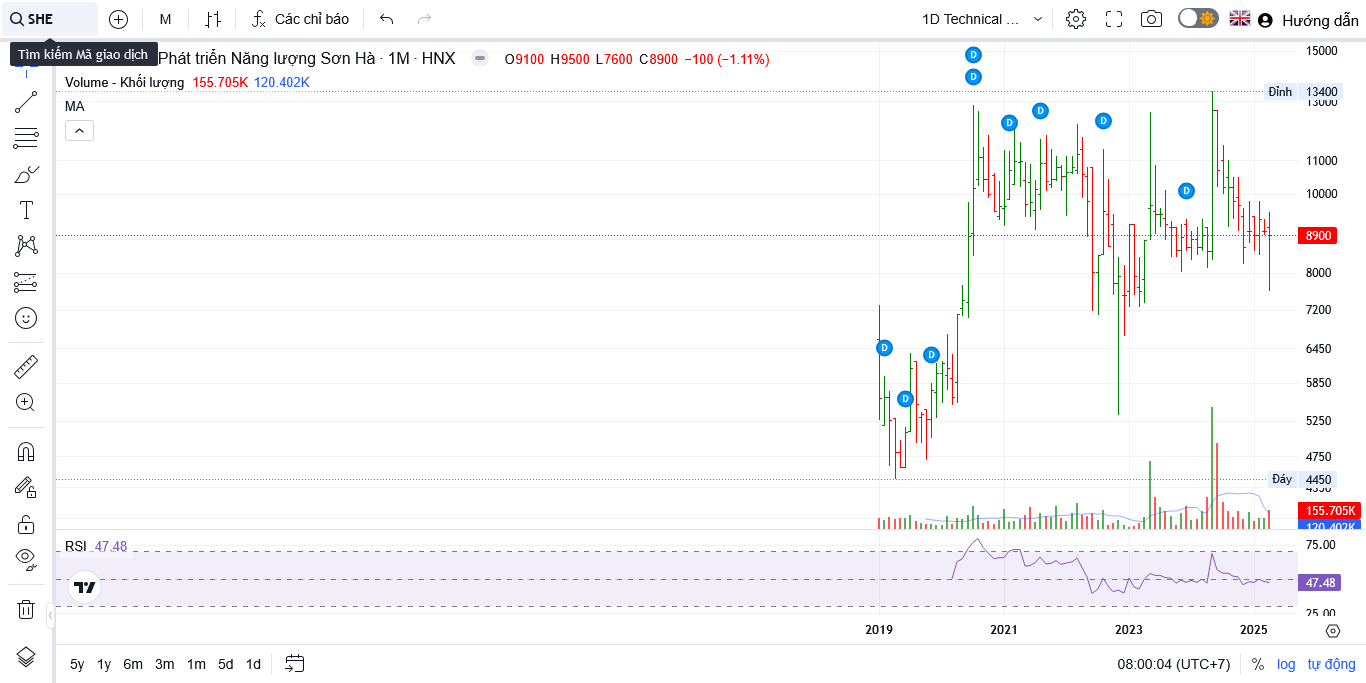 SHE M Các chỉ báo 1D Technical ... Hướng dẫn
Tìm kiếm Mã giao dịch
Phát triển Năng lượng Sơn Hà · 1M · HNX O9100 H9500 L7600 C8900 −100 (−1.11%)
Volume - Khối lượng 155.705K 120.402K
MA
15000
Đỉnh 13400
13000
11000
10000
8900
8000
7200
6450
5850
5250
4750
Đáy 4450
4350
155.705K
120.402K
RSI 47.48
75.00
47.48
25.00
2019 2021 2023 2025
5y 1y 6m 3m 1m 5d 1d 08:00:04 (UTC+7) % log tự động
D
D
D
D
D
D
D
D
D